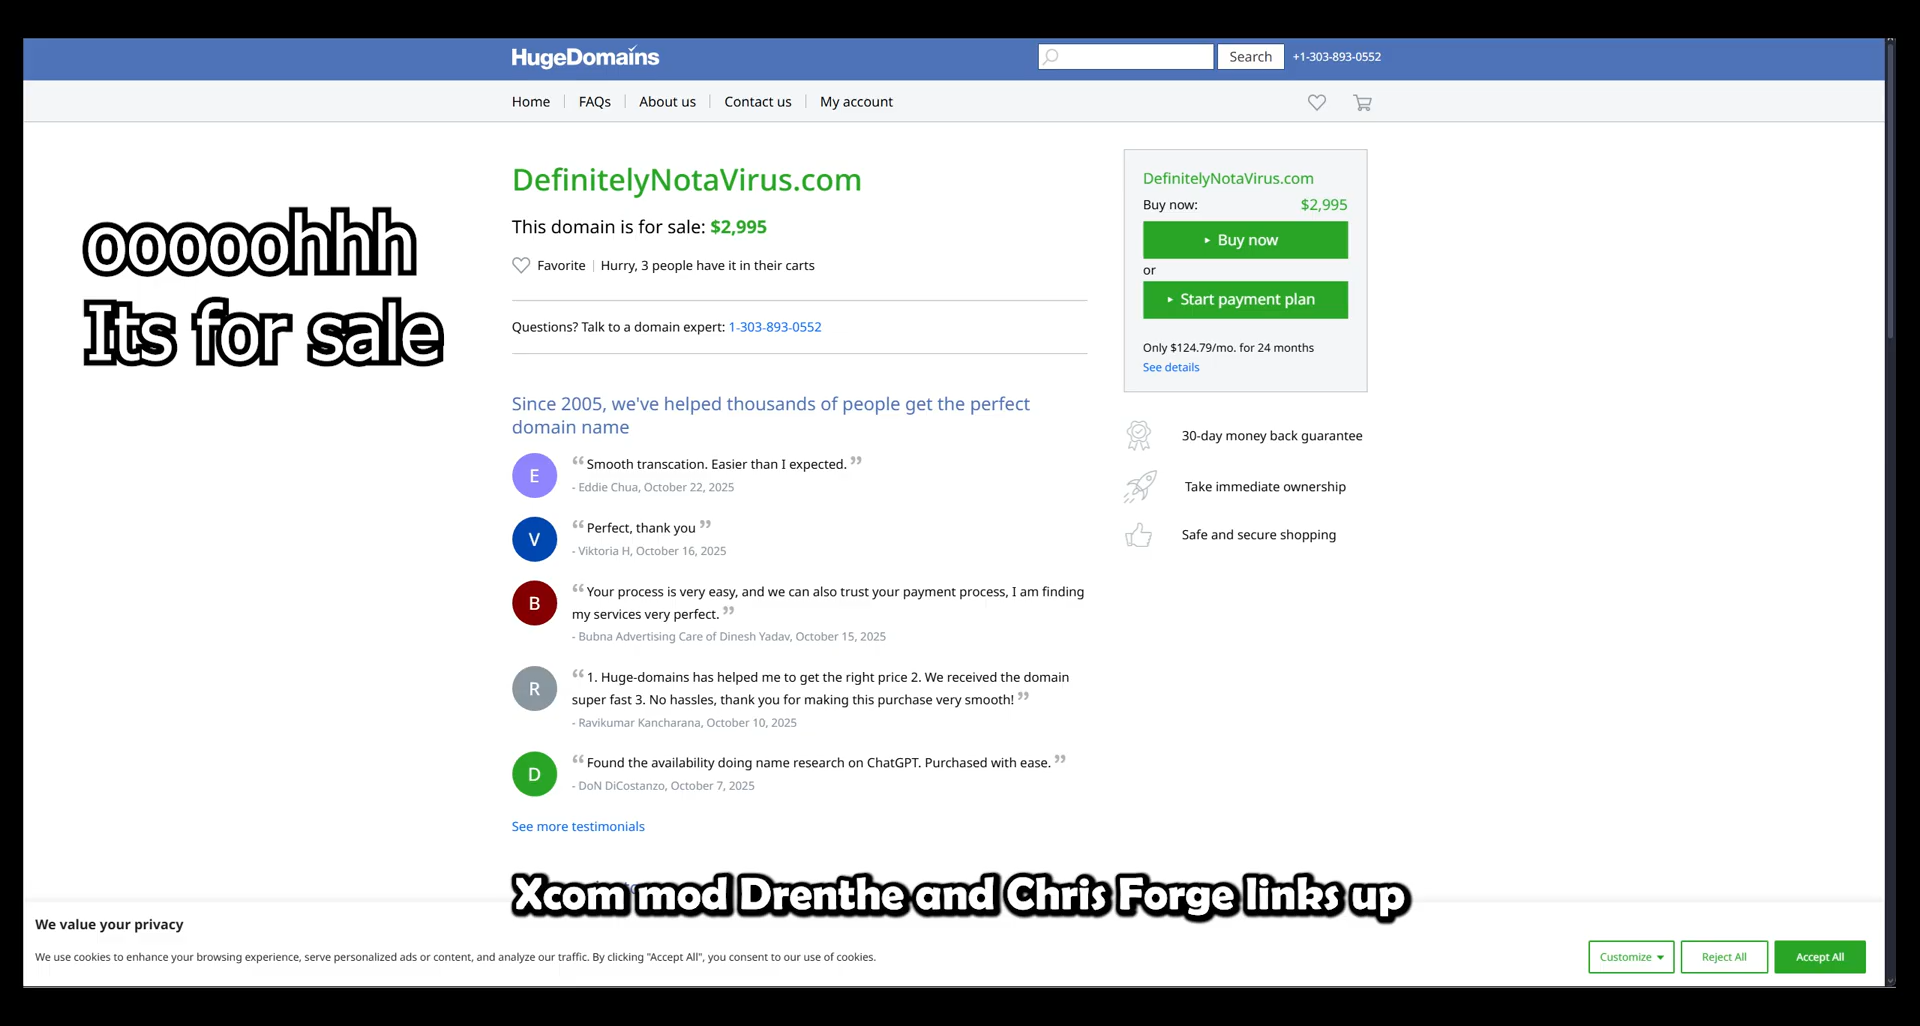 HugeDomains
Search
+1-303-893-0552
Home
FAQs
About us
Contact us
My account
ooooohhh
Its for sale
DefinitelyNotaVirus.com
This domain is for sale: $2,995
Favorite
Hurry, 3 people have it in their carts
Questions? Talk to a domain expert: 1-303-893-0552
DefinitelyNotaVirus.com
Buy now: $2,995
Buy now
or
Start payment plan
Only $124.79/mo. for 24 months
See details
30-day money back guarantee
Take immediate ownership
Safe and secure shopping
Since 2005, we've helped thousands of people get the perfect
domain name
E
“ Smooth transcation. Easier than I expected. ”
- Eddie Chua, October 22, 2025
V
“ Perfect, thank you ”
- Viktoria H, October 16, 2025
B
“ Your process is very easy, and we can also trust your payment process, I am finding
my services very perfect. ”
- Bubna Advertising Care of Dinesh Yadav, October 15, 2025
R
“ 1. Huge-domains has helped me to get the right price 2. We received the domain
super fast 3. No hassles, thank you for making this purchase very smooth! ”
- Ravikumar Kancharana, October 10, 2025
D
“ Found the availability doing name research on ChatGPT. Purchased with ease. ”
- DoN DiCostanzo, October 7, 2025
See more testimonials
Xcom mod Drenthe and Chris Forge links up
We value your privacy
We use cookies to enhance your browsing experience, serve personalized ads or content, and analyze our traffic. By clicking "Accept All", you consent to our use of cookies.
Customize
Reject All
Accept All